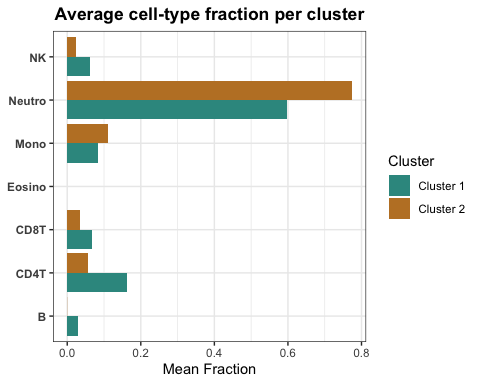 Average cell-type fraction per cluster
NK
Neutro
Mono
Eosino
CD8T
CD4T
B
0.0 0.2 0.4 0.6 0.8
Mean Fraction
Cluster
Cluster 1
Cluster 2